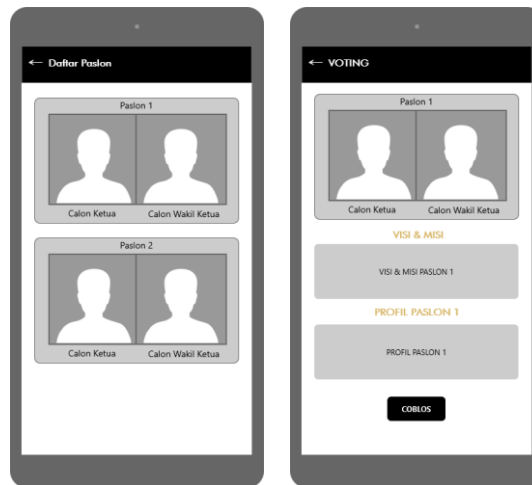 ← Daftar Paslon
Paslon 1
Calon Ketua Calon Wakil Ketua
Paslon 2
Calon Ketua Calon Wakil Ketua
← VOTING
Paslon 1
Calon Ketua Calon Wakil Ketua
VISI & MISI
VISI & MISI PASLON 1
PROFIL PASLON 1
PROFIL PASLON 1
COBLOS